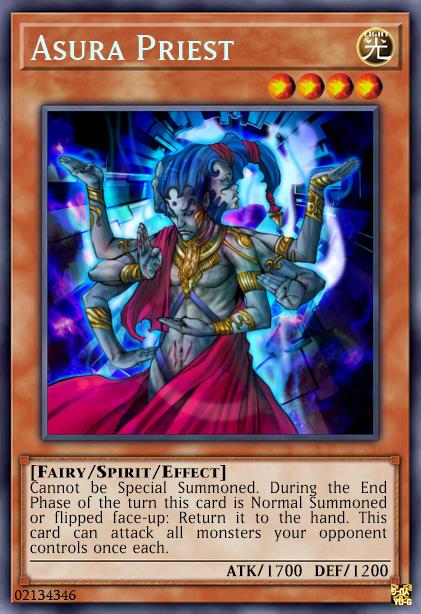 Asura Priest
LIGHT
光
[Fairy/Spirit/Effect]
Cannot be Special Summoned. During the End
Phase of the turn this card is Normal Summoned
or flipped face-up: Return it to the hand. This
card can attack all monsters your opponent
controls once each.
ATK/1700 DEF/1200
02134346